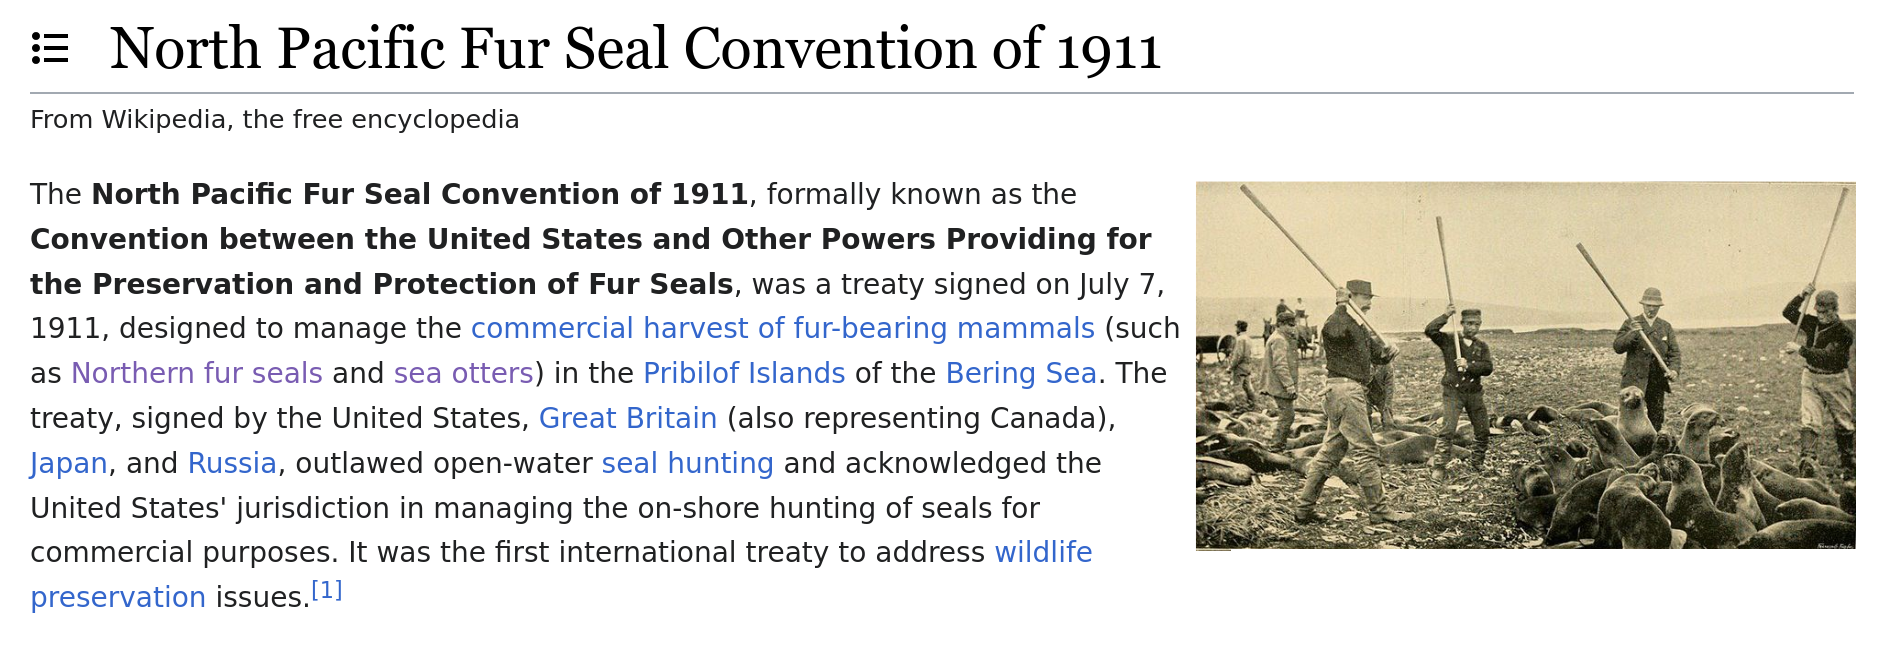 North Pacific Fur Seal Convention of 1911
From Wikipedia, the free encyclopedia
The North Pacific Fur Seal Convention of 1911, formally known as the
Convention between the United States and Other Powers Providing for
the Preservation and Protection of Fur Seals, was a treaty signed on July 7,
1911, designed to manage the commercial harvest of fur-bearing mammals (such
as Northern fur seals and sea otters) in the Pribilof Islands of the Bering Sea. The
treaty, signed by the United States, Great Britain (also representing Canada),
Japan, and Russia, outlawed open-water seal hunting and acknowledged the
United States' jurisdiction in managing the on-shore hunting of seals for
commercial purposes. It was the first international treaty to address wildlife
preservation issues.[1]